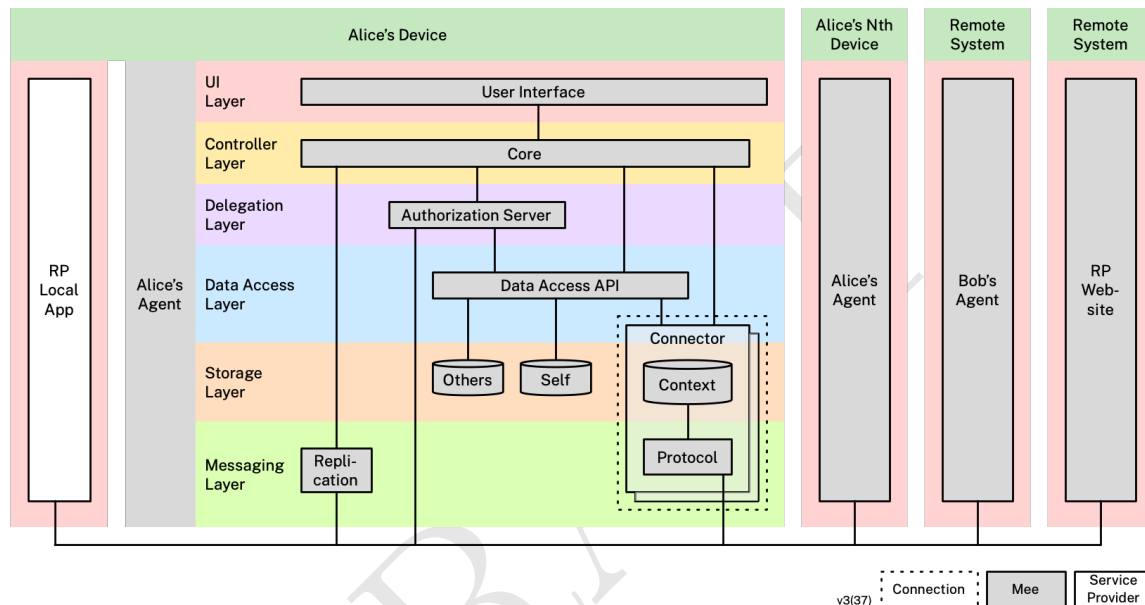 Alice's Device
Alice's Nth
Device
Remote
System
Remote
System
UI
Layer
User Interface
Controller
Layer
Core
Delegation
Layer
Authorization Server
RP
Local
App
Alice's
Agent
Data Access
Layer
Data Access API
Alice's
Agent
Bob's
Agent
RP
Web-
site
Connector
Storage
Layer
Others
Self
Context
Messaging
Layer
Repli-
cation
Protocol
v3(37)
Connection
Mee
Service
Provider